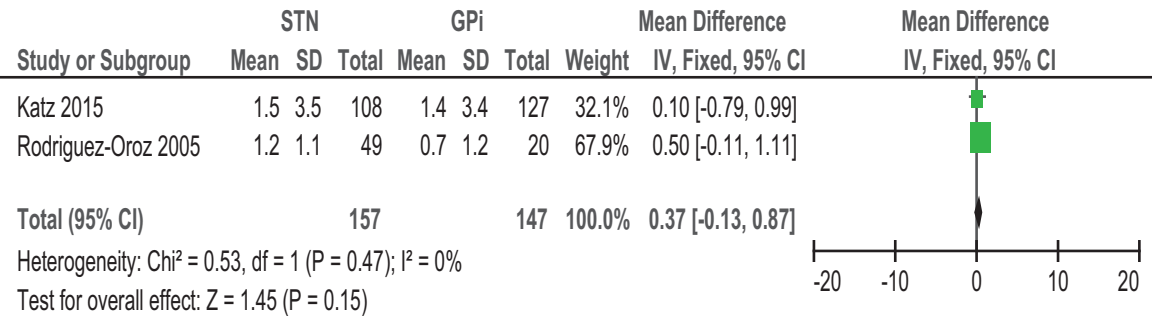 STN GPi Mean Difference Mean Difference
Study or Subgroup Mean SD Total Mean SD Total Weight IV, Fixed, 95% CI IV, Fixed, 95% CI
Katz 2015 1.5 3.5 108 1.4 3.4 127 32.1% 0.10 [-0.79, 0.99]
Rodriguez-Oroz 2005 1.2 1.1 49 0.7 1.2 20 67.9% 0.50 [-0.11, 1.11]
Total (95% CI) 157 147 100.0% 0.37 [-0.13, 0.87]
Heterogeneity: Chi² = 0.53, df = 1 (P = 0.47); I² = 0%
Test for overall effect: Z = 1.45 (P = 0.15)
-20 -10 0 10 20